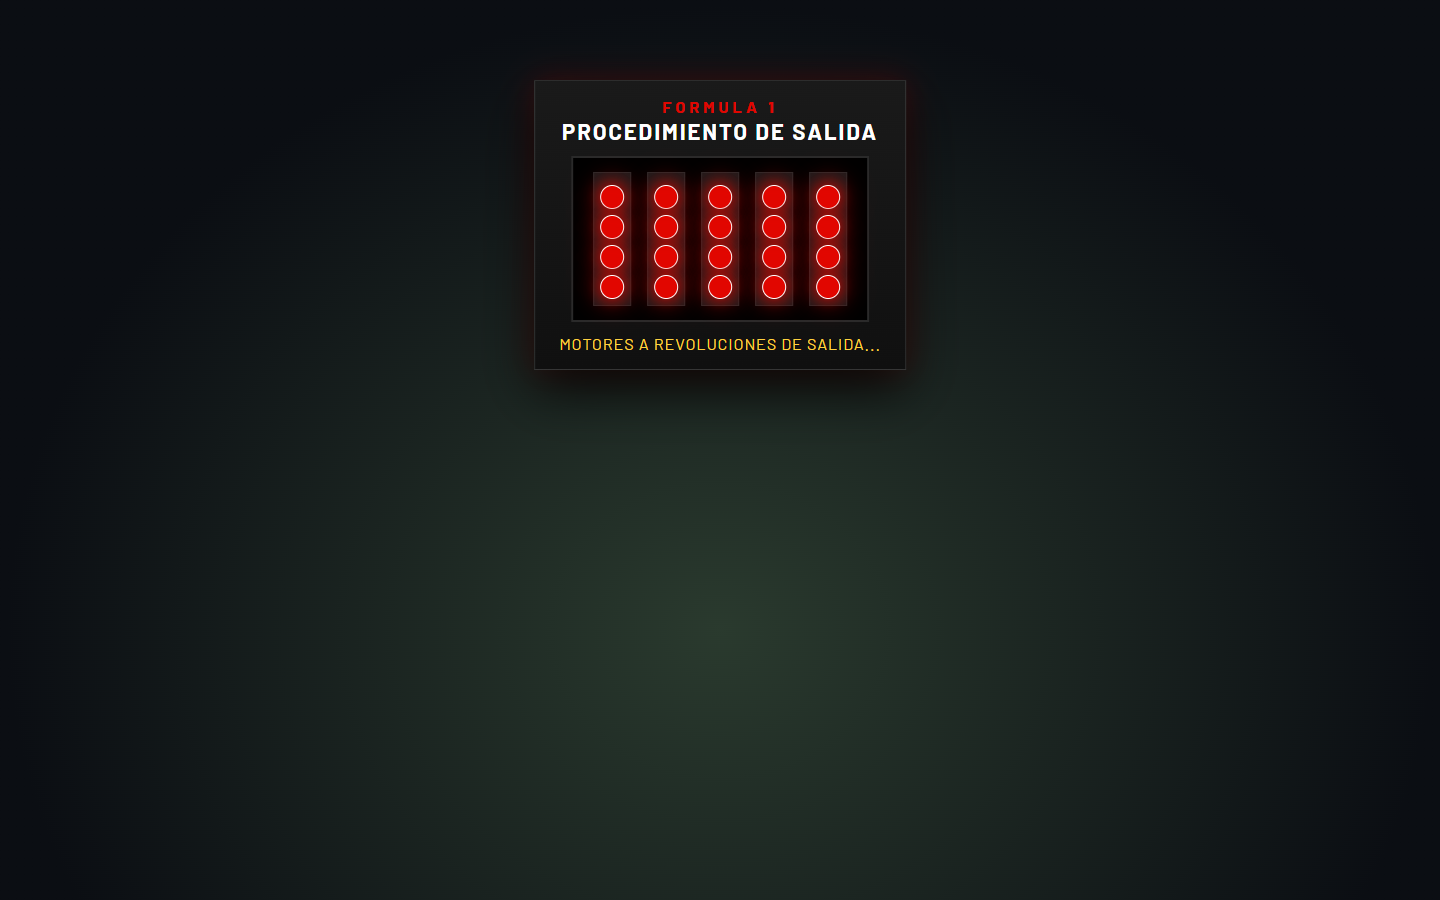 FORMULA 1
PROCEDIMIENTO DE SALIDA
MOTORES A REVOLUCIONES DE SALIDA...